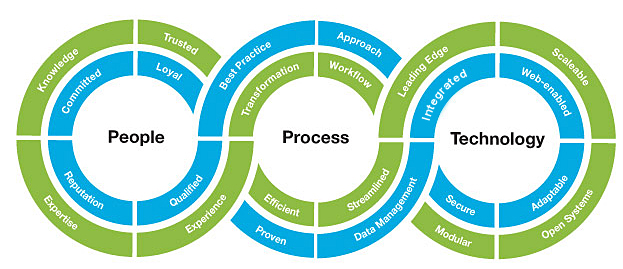 Knowledge
Trusted
Committed
Loyal
People
Reputation
Qualified
Expertise
Experience
Best Practice
Approach
Transformation
Workflow
Process
Efficient
Streamlined
Proven
Data Management
Leading Edge
Scaleable
Integrated
Web-enabled
Technology
Secure
Adaptable
Modular
Open Systems